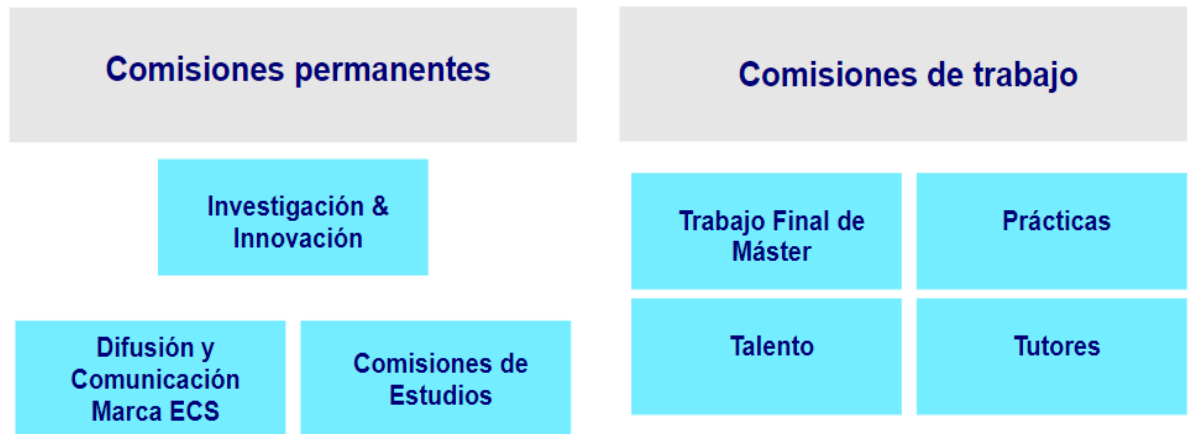 Comisiones permanentes
Comisiones de trabajo
Investigación &
Innovación
Difusión y
Comunicación
Marca ECS
Comisiones de
Estudios
Trabajo Final de
Máster
Prácticas
Talento
Tutores